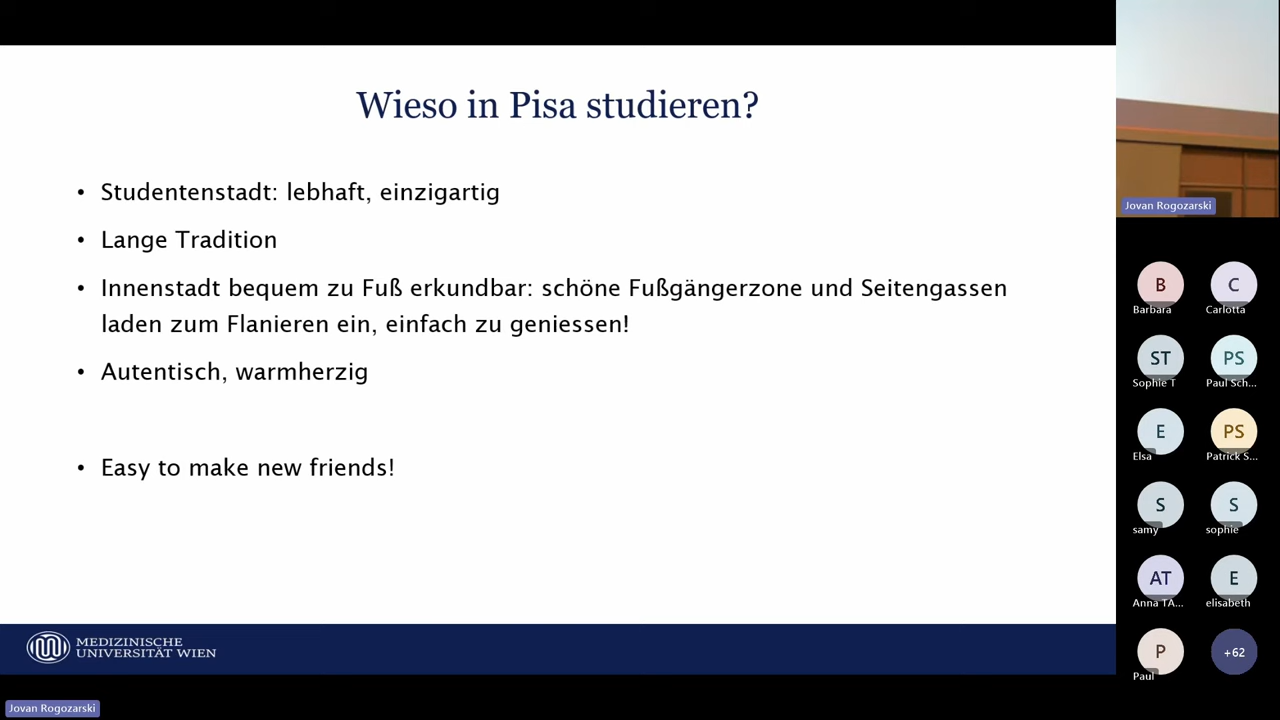 Wieso in Pisa studieren?
• Studentenstadt: lebhaft, einzigartig
• Lange Tradition
• Innenstadt bequem zu Fuß erkundbar: schöne Fußgängerzone und Seitengassen
laden zum Flanieren ein, einfach zu geniessen!
• Autentisch, warmherzig
• Easy to make new friends!
MEDIZINISCHE
UNIVERSITÄT WIEN
Jovan Rogozarski
Jovan Rogozarski
B
C
Barbara
Carlotta
ST
PS
Sophie T
Paul Sch...
E
PS
Elsa
Patrick S...
S
S
samy
sophie
AT
E
Anna TA...
elisabeth
P
+62
Paul